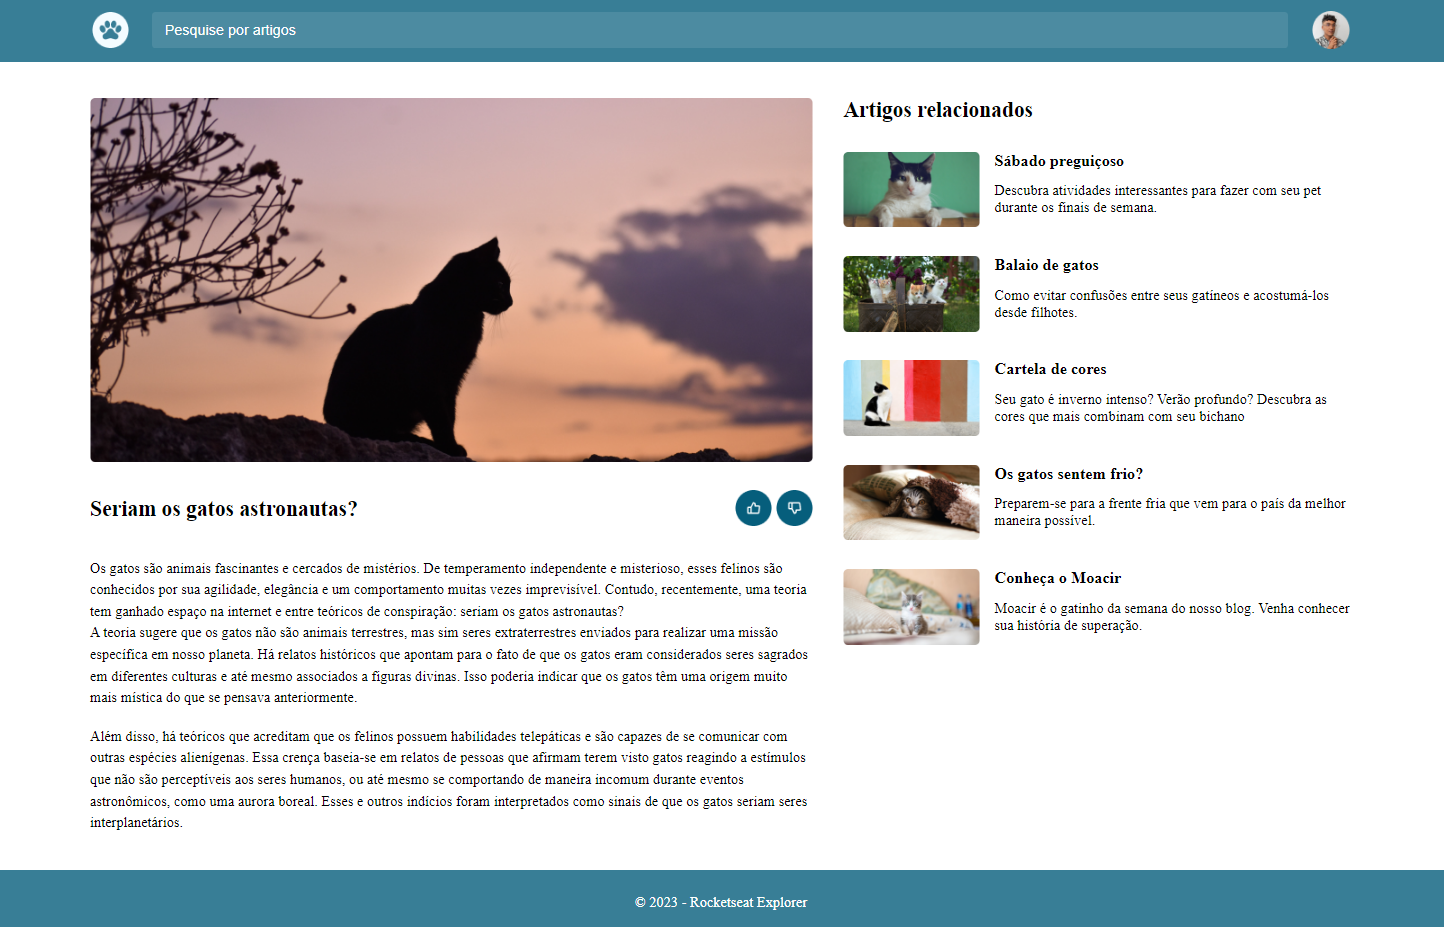 Pesquise por artigos
Seriam os gatos astronautas?
Os gatos são animais fascinantes e cercados de mistérios. De temperamento independente e misterioso, esses felinos são
conhecidos por sua agilidade, elegância e um comportamento muitas vezes imprevisível. Contudo, recentemente, uma teoria
tem ganhado espaço na internet e entre teóricos de conspiração: seriam os gatos astronautas?
A teoria sugere que os gatos não são animais terrestres, mas sim seres extraterrestres enviados para realizar uma missão
específica em nosso planeta. Há relatos históricos que apontam para o fato de que os gatos eram considerados seres sagrados
em diferentes culturas e até mesmo associados a figuras divinas. Isso poderia indicar que os gatos têm uma origem muito
mais mística do que se pensava anteriormente.
Além disso, há teóricos que acreditam que os felinos possuem habilidades telepáticas e são capazes de se comunicar com
outras espécies alienígenas. Essa crença baseia-se em relatos de pessoas que afirmam terem visto gatos reagindo a estímulos
que não são perceptíveis aos seres humanos, ou até mesmo se comportando de maneira incomum durante eventos
astronômicos, como uma aurora boreal. Esses e outros indícios foram interpretados como sinais de que os gatos seriam seres
interplanetários.
Artigos relacionados
Sábado preguiçoso
Descubra atividades interessantes para fazer com seu pet
durante os finais de semana.
Balaio de gatos
Como evitar confusões entre seus gatíneos e acostumá-los
desde filhotes.
Cartela de cores
Seu gato é inverno intenso? Verão profundo? Descubra as
cores que mais combinam com seu bichano
Os gatos sentem frio?
Preparem-se para a frente fria que vem para o país da melhor
maneira possível.
Conheça o Moacir
Moacir é o gatinho da semana do nosso blog. Venha conhecer
sua história de superação.
© 2023 - Rocketseat Explorer